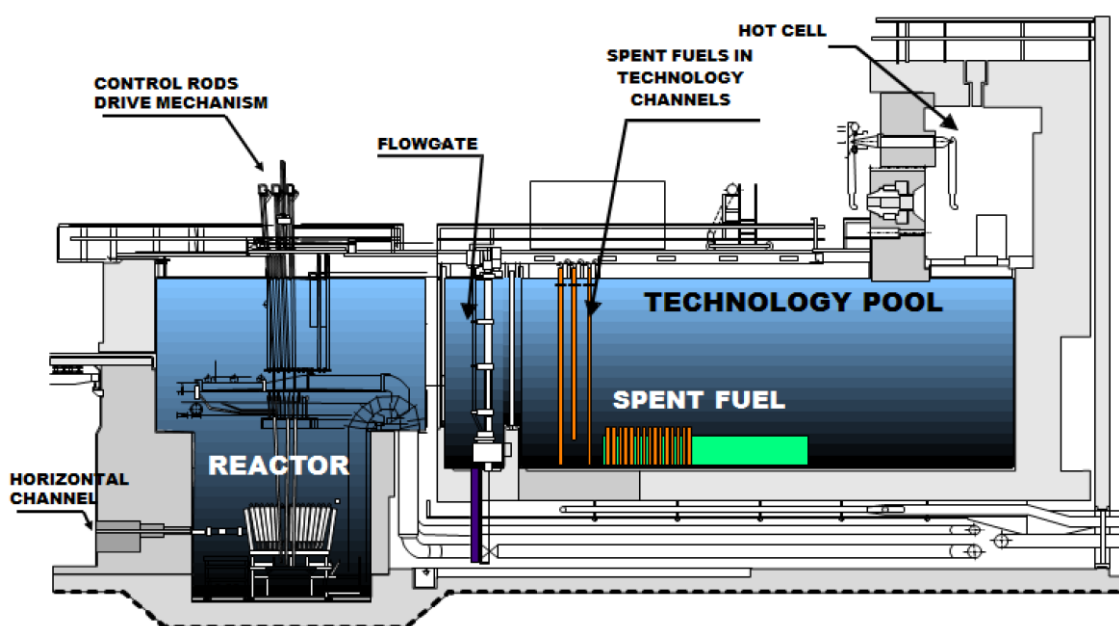 HOT CELL
SPENT FUELS IN
TECHNOLOGY
CHANNELS
CONTROL RODS
DRIVE MECHANISM
FLOWGATE
TECHNOLOGY POOL
SPENT FUEL
REACTOR
HORIZONTAL
CHANNEL